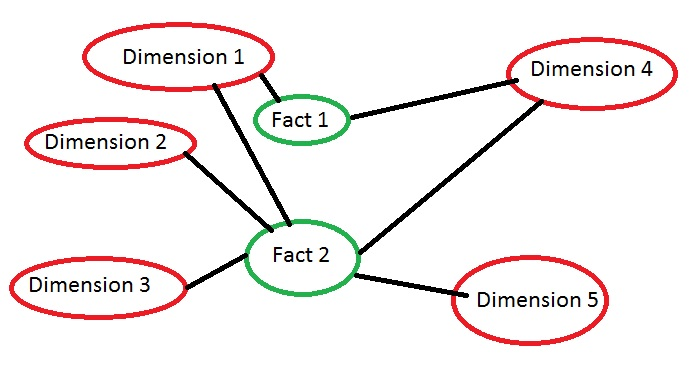 Dimension 1
Dimension 4
Fact 1
Dimension 2
Fact 2
Dimension 3
Dimension 5